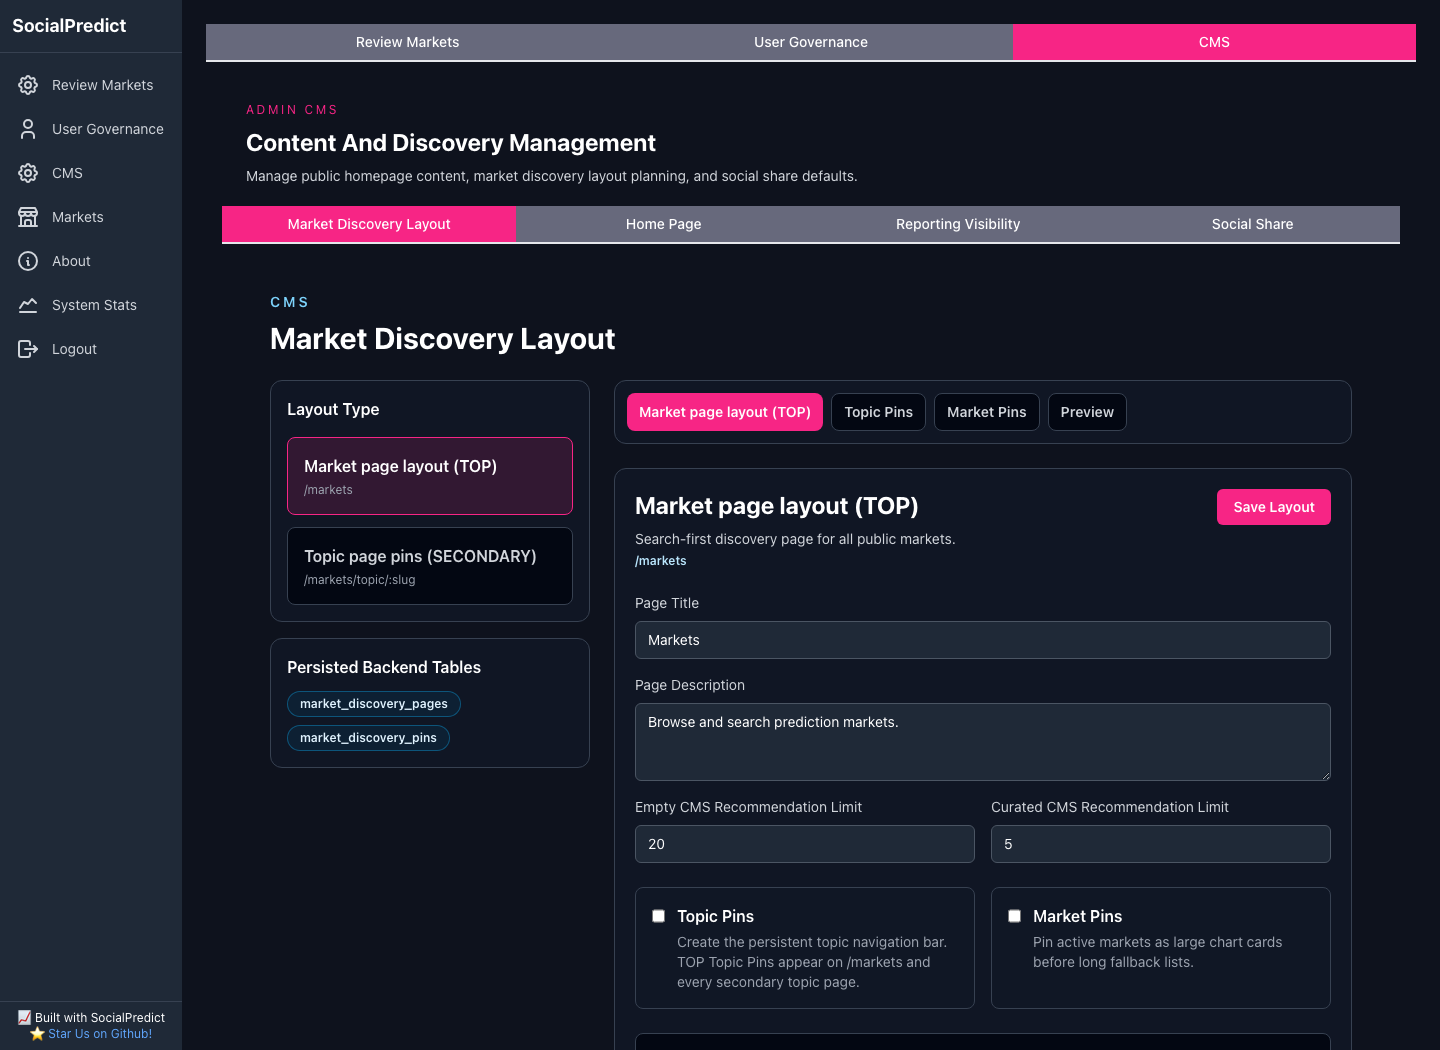 SocialPredict
Review Markets
User Governance
CMS
Markets
About
System Stats
Logout
📈 Built with SocialPredict
⭐ Star Us on Github!
Review Markets
User Governance
CMS
ADMIN CMS
Content And Discovery Management
Manage public homepage content, market discovery layout planning, and social share defaults.
Market Discovery Layout
Home Page
Reporting Visibility
Social Share
CMS
Market Discovery Layout
Layout Type
Market page layout (TOP)
/markets
Topic page pins (SECONDARY)
/markets/topic/:slug
Persisted Backend Tables
market_discovery_pages
market_discovery_pins
Market page layout (TOP)
Topic Pins
Market Pins
Preview
Market page layout (TOP)
Save Layout
Search-first discovery page for all public markets.
/markets
Page Title
Markets
Page Description
Browse and search prediction markets.
Empty CMS Recommendation Limit
20
Curated CMS Recommendation Limit
5
Topic Pins
Create the persistent topic navigation bar.
TOP Topic Pins appear on /markets and
every secondary topic page.
Market Pins
Pin active markets as large chart cards
before long fallback lists.